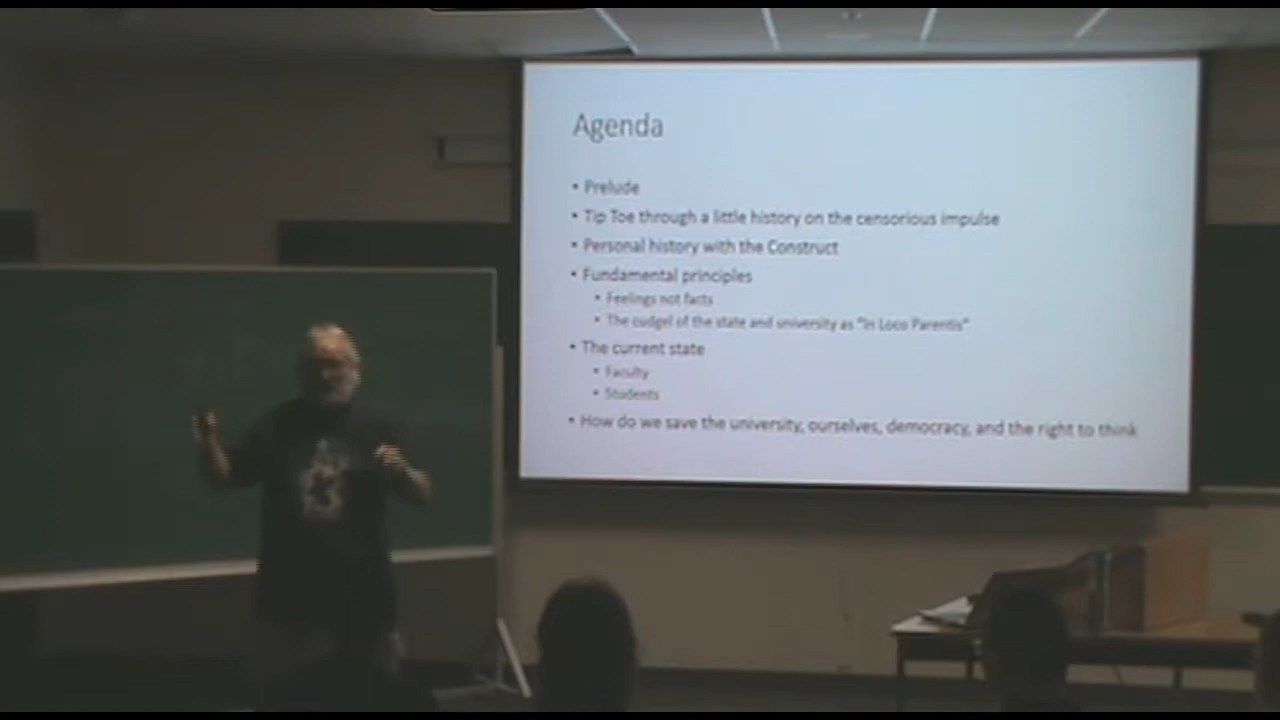 Agenda
• Prelude
• Tip Toe through a little history on the censorious impulse
• Personal history with the Construct
• Fundamental principles
• Feelings not facts
• The cudgel of the state and university as "In Loco Parentis"
• The current state
• Faculty
• Students
• How do we save the university, ourselves, democracy, and the right to think